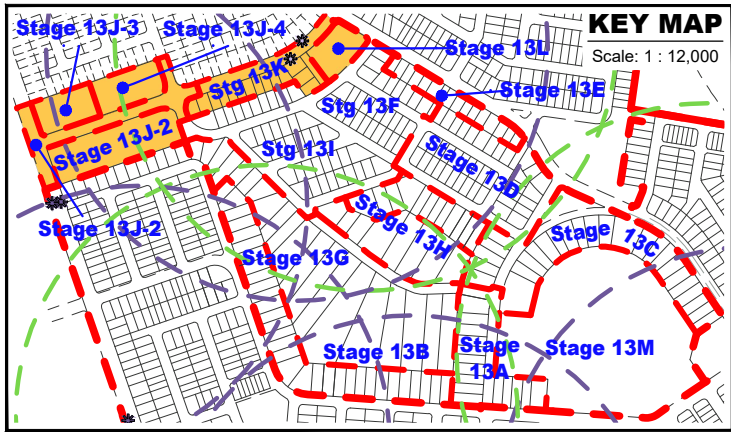 KEY MAP
Scale: 1 : 12,000
Stage 13J-3
Stage 13J-4
Stage 13L
Stg 13K
Stage 13E
Stg 13F
Stage 13J-2
Stg 13I
Stage 13D
Stage 13J-2
Stage 13H
Stage 13C
Stage 13G
Stage 13B
Stage
13A
Stage 13M